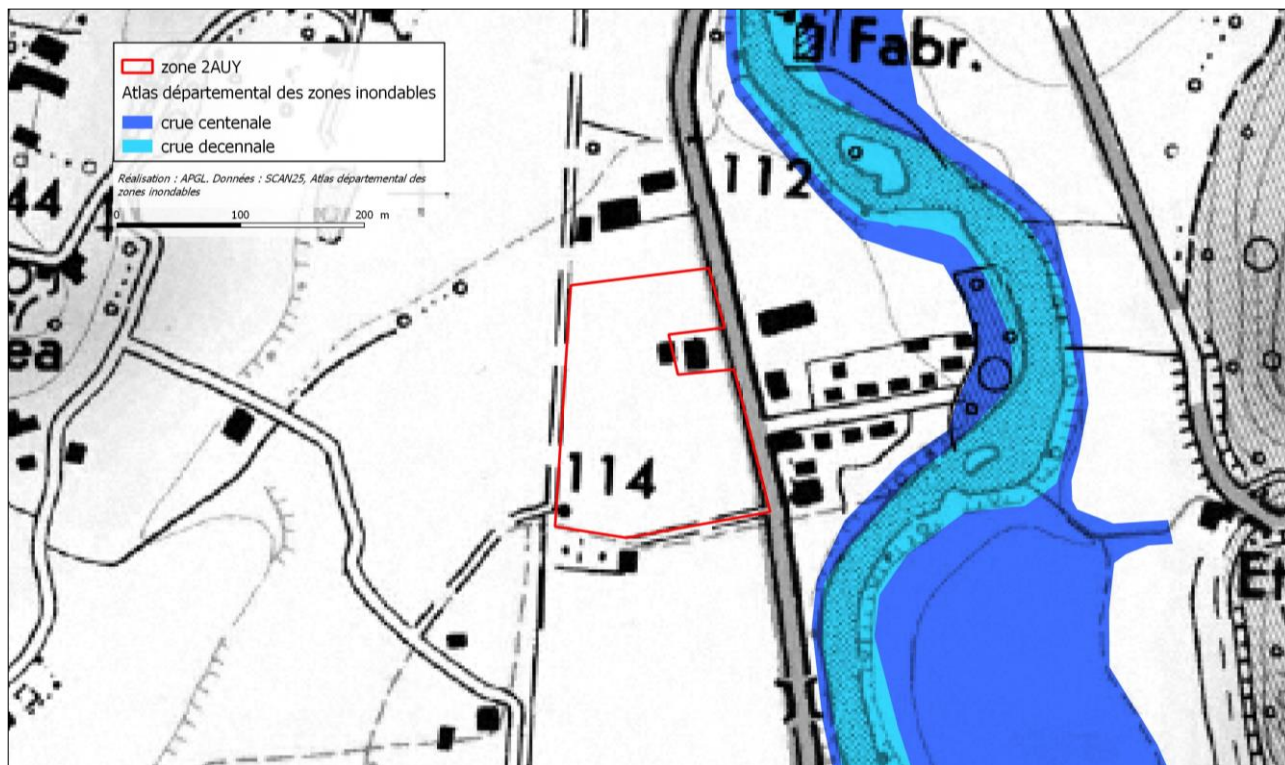 Fabr.
zone 2AUY
Atlas départemental des zones inondables
crue centenale
crue decennale
Réalisation : APGL. Données : SCAN25, Atlas départemental des
zones inondables
0 100 200 m
112
44
ea
114
Et